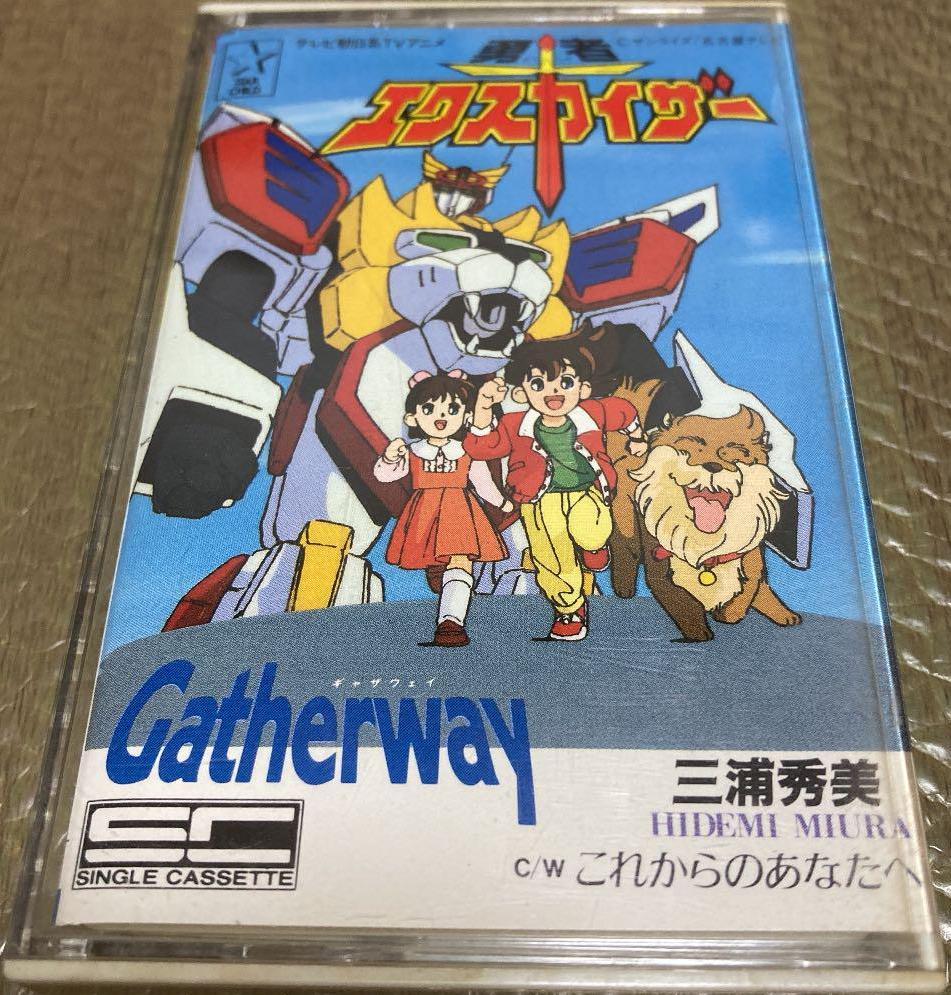 テレビ朝日系TVアニメ
©サンライズ/名古屋テレ
STAR CHILD
勇者
エクスカイザー
ギャザウェイ
Gatherway
三浦秀美
HIDEMI MIURA
SC
SINGLE CASSETTE
C/W これからのあなたへ